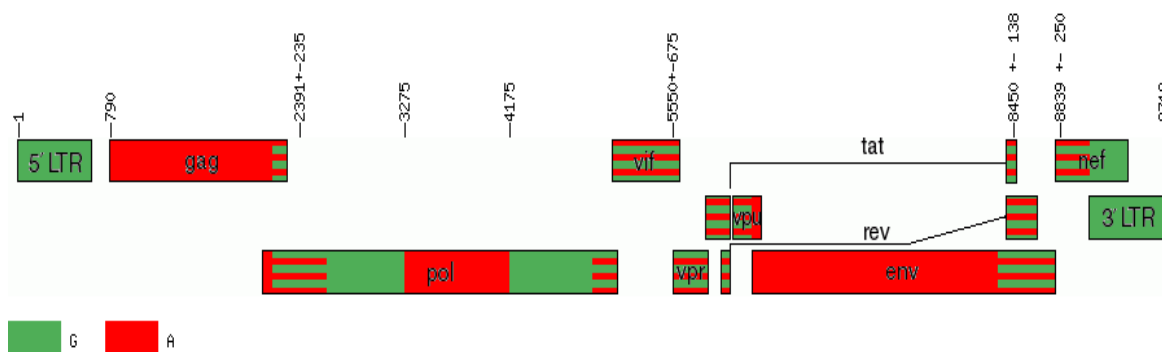 1
790
2391+-235
3275
4175
5550+-675
8450 +- 138
8839 +- 250
5' LTR
gag
vif
tat
nef
vpu
rev
3' LTR
pol
vpr
env
G
A